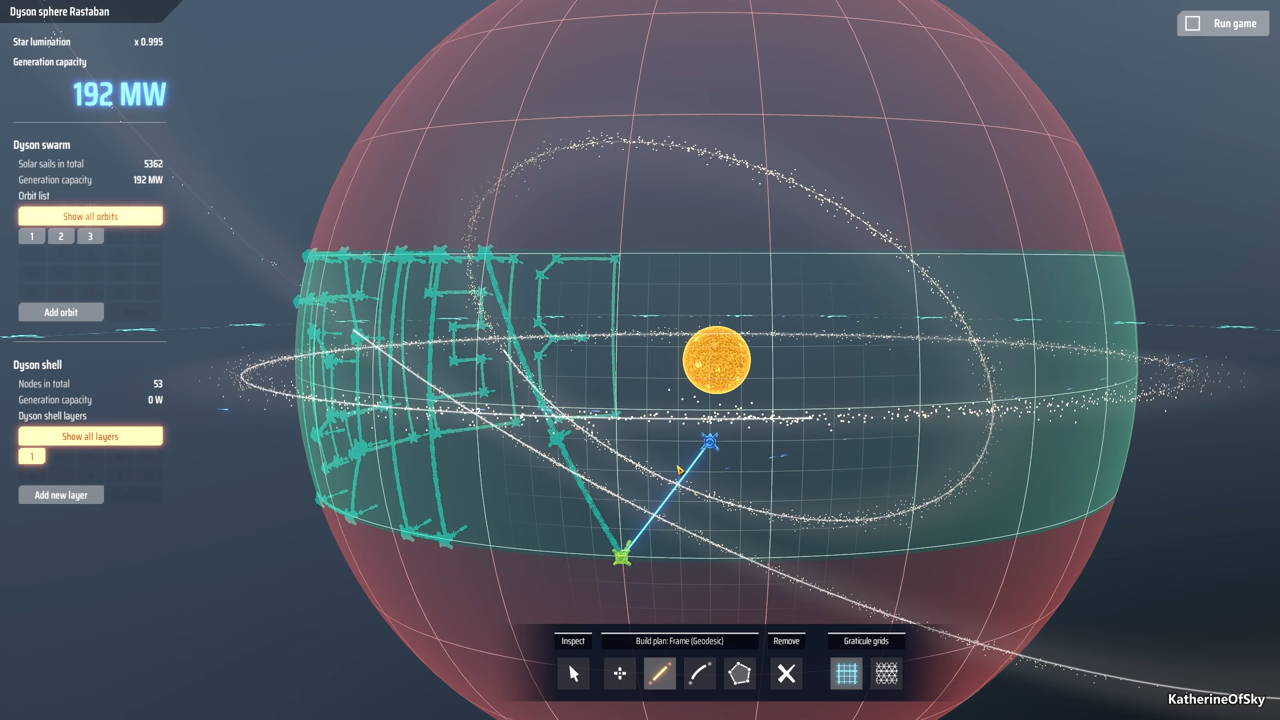 Dyson sphere Rastaban
Star lumination x 0.995
Generation capacity
192 MW
Dyson swarm
Solar sails in total 5362
Generation capacity 192 MW
Orbit list
Show all orbits
1 2 3
Add orbit
Dyson shell
Nodes in total 53
Generation capacity 0 W
Dyson shell layers
Show all layers
1
Add new layer
Run game
Inspect Build plan: Frame (Geodesic) Remove Graticule grids
KatherineOfSky